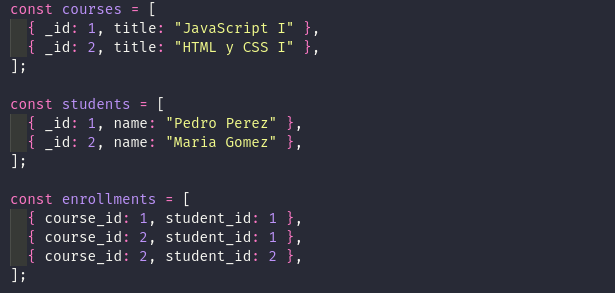 const courses = [
  { _id: 1, title: "JavaScript I" },
  { _id: 2, title: "HTML y CSS I" },
];

const students = [
  { _id: 1, name: "Pedro Perez" },
  { _id: 2, name: "Maria Gomez" },
];

const enrollments = [
  { course_id: 1, student_id: 1 },
  { course_id: 2, student_id: 1 },
  { course_id: 2, student_id: 2 },
];